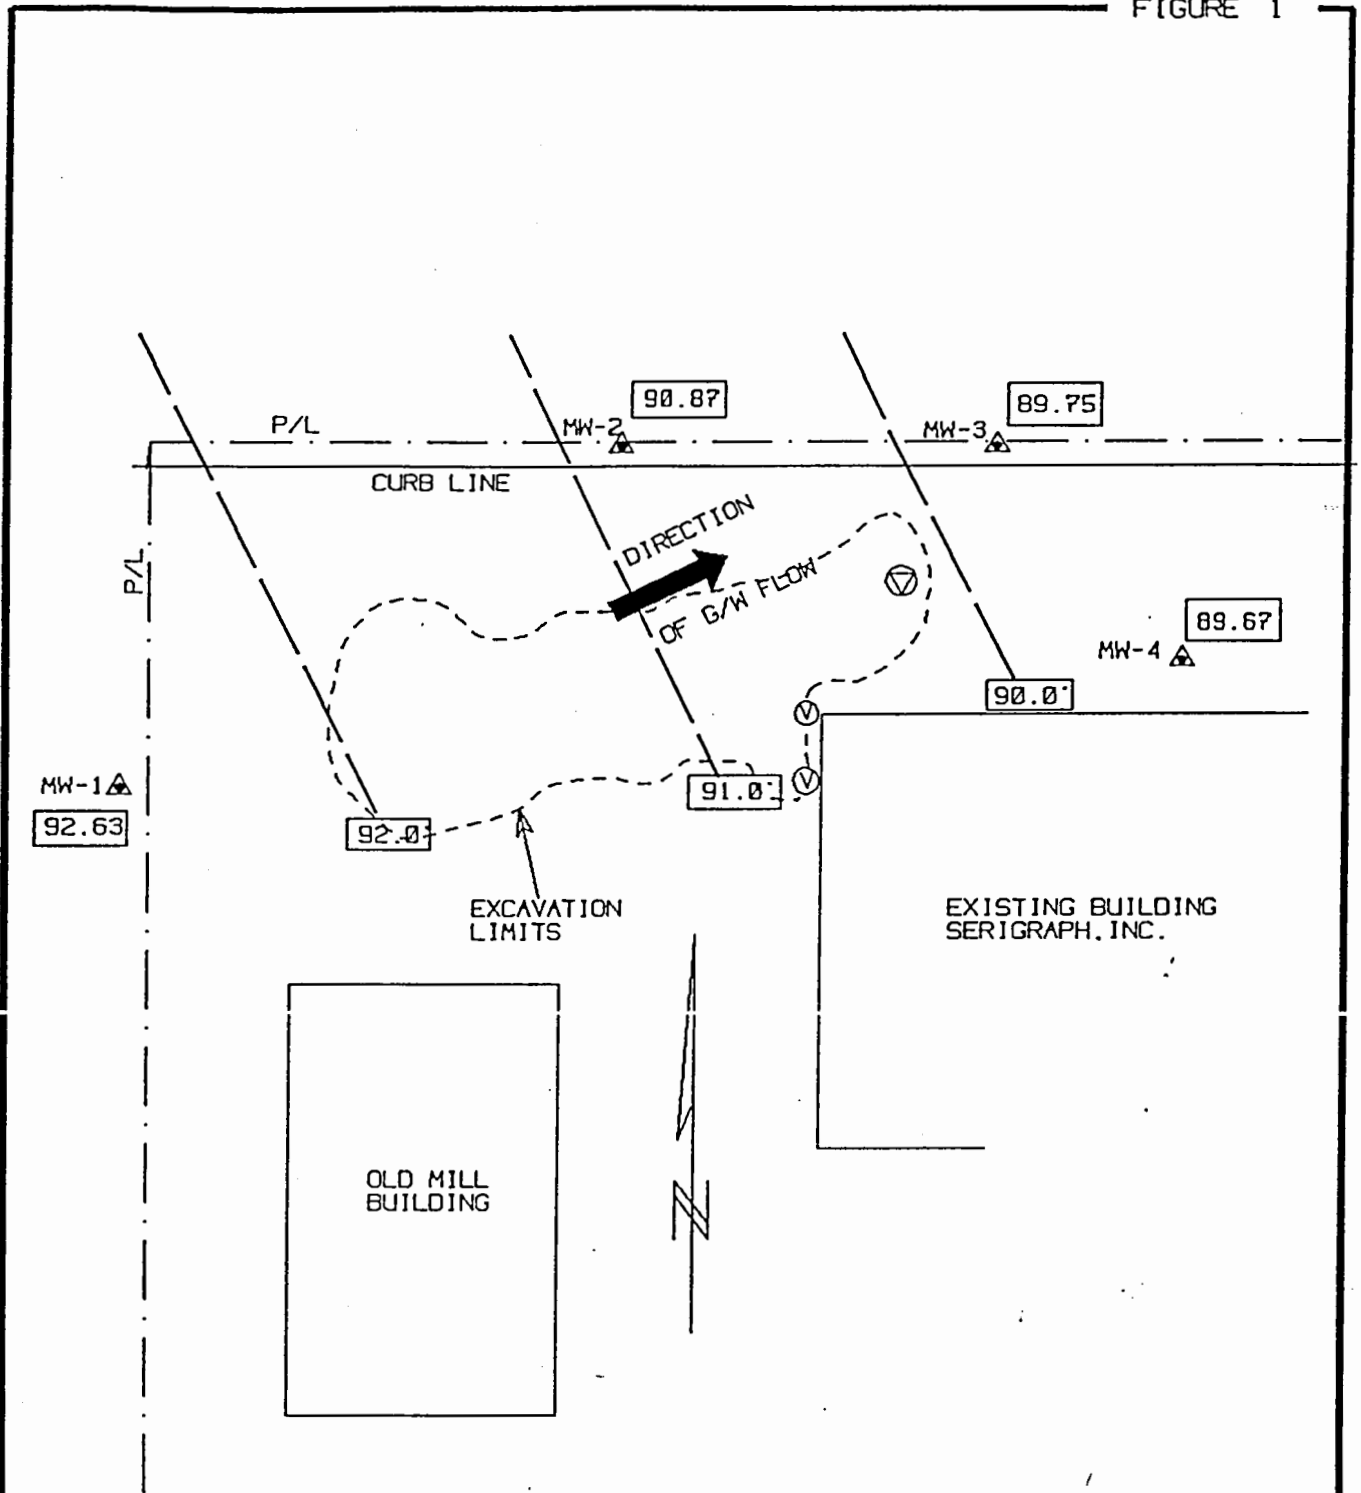 FIGURE 1
90.87
89.75
P/L
MW-2
MW-3
CURB LINE
DIRECTION
OF G/W FLOW
P/L
89.67
MW-4
90.0'
MW-1
92.63
91.0'
V
V
92.0'
EXCAVATION
LIMITS
EXISTING BUILDING
SERIGRAPH, INC.
OLD MILL
BUILDING
N